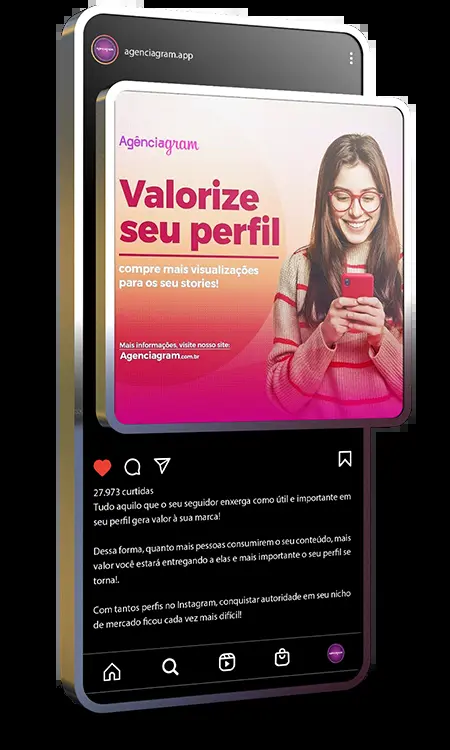 agenciagram.app
Agênciagram
Valorize
seu perfil
compre mais visualizações
para os seu stories!
Mais informações, visite nosso site:
Agenciagram.com.br
27.973 curtidas
Tudo aquilo que o seu seguidor enxerga como útil e importante em
seu perfil gera valor à sua marca!
Dessa forma, quanto mais pessoas consumirem o seu conteúdo, mais
valor você estará entregando a elas e mais importante o seu perfil se
torna!.
Com tantos perfis no Instagram, conquistar autoridade em seu nicho
de mercado ficou cada vez mais difícil!